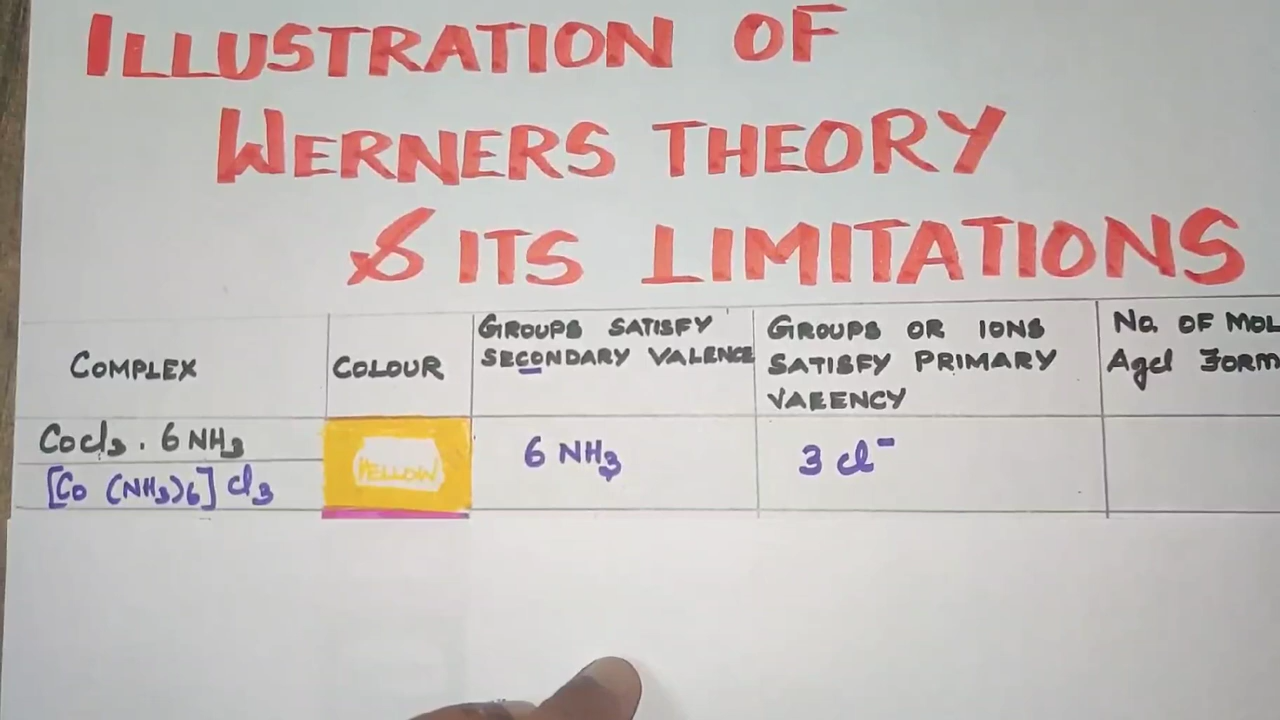 ILLUSTRATION OF
WERNERS THEORY
& ITS LIMITATIONS
COMPLEX
COLOUR
GROUPS SATISFY
SECONDARY VALENCE
GROUPS OR IONS
SATISFY PRIMARY
VALENCY
NO. OF MOL
Agcl FORM
COCl3 . 6 NH3
[Co (NH3)6] Cl3
YELLOW
6 NH3
3 Cl⁻